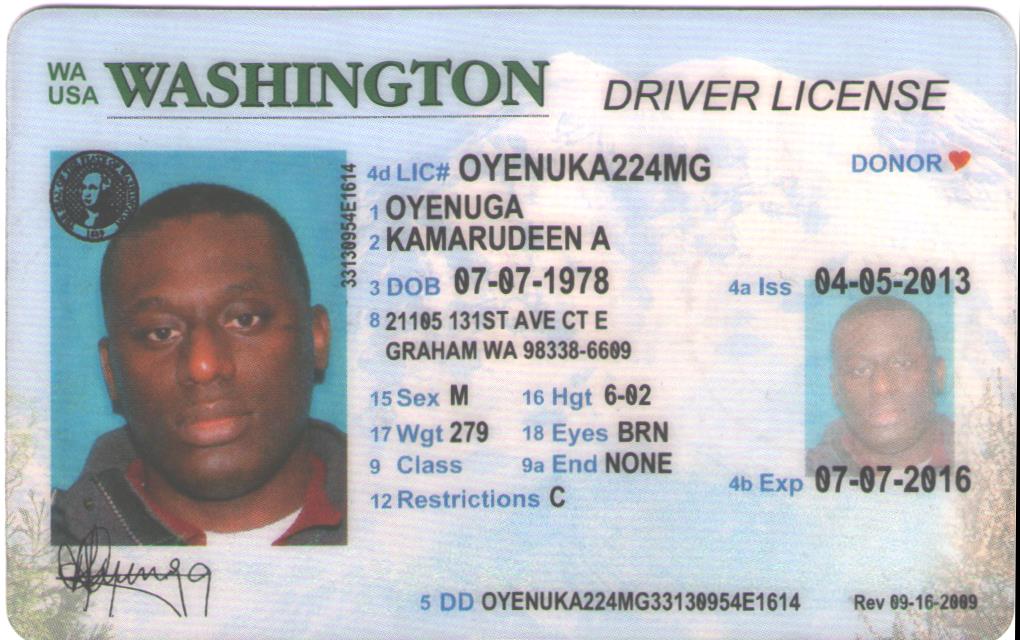 WA USA WASHINGTON DRIVER LICENSE
DONOR
33130954E1614
4d LIC# OYENUKA224MG
1 OYENUGA
2 KAMARUDEEN A
3 DOB 07-07-1978
4a Iss 04-05-2013
8 21105 131ST AVE CT E
GRAHAM WA 98338-6609
15 Sex M 16 Hgt 6-02
17 Wgt 279 18 Eyes BRN
9 Class 9a End NONE
12 Restrictions C
4b Exp 07-07-2016
5 DD OYENUKA224MG33130954E1614 Rev 09-16-2009